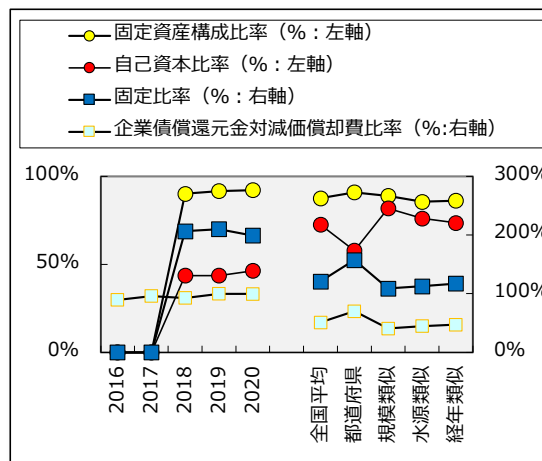 固定資産構成比率（%：左軸）
自己資本比率（%：左軸）
固定比率（%：右軸）
企業債償還元金対減価償却費比率（%:右軸）
100%
300%
200%
50%
100%
0%
0%
2016
2017
2018
2019
2020
全国平均
都道府県
規模類似
水源類似
経年類似